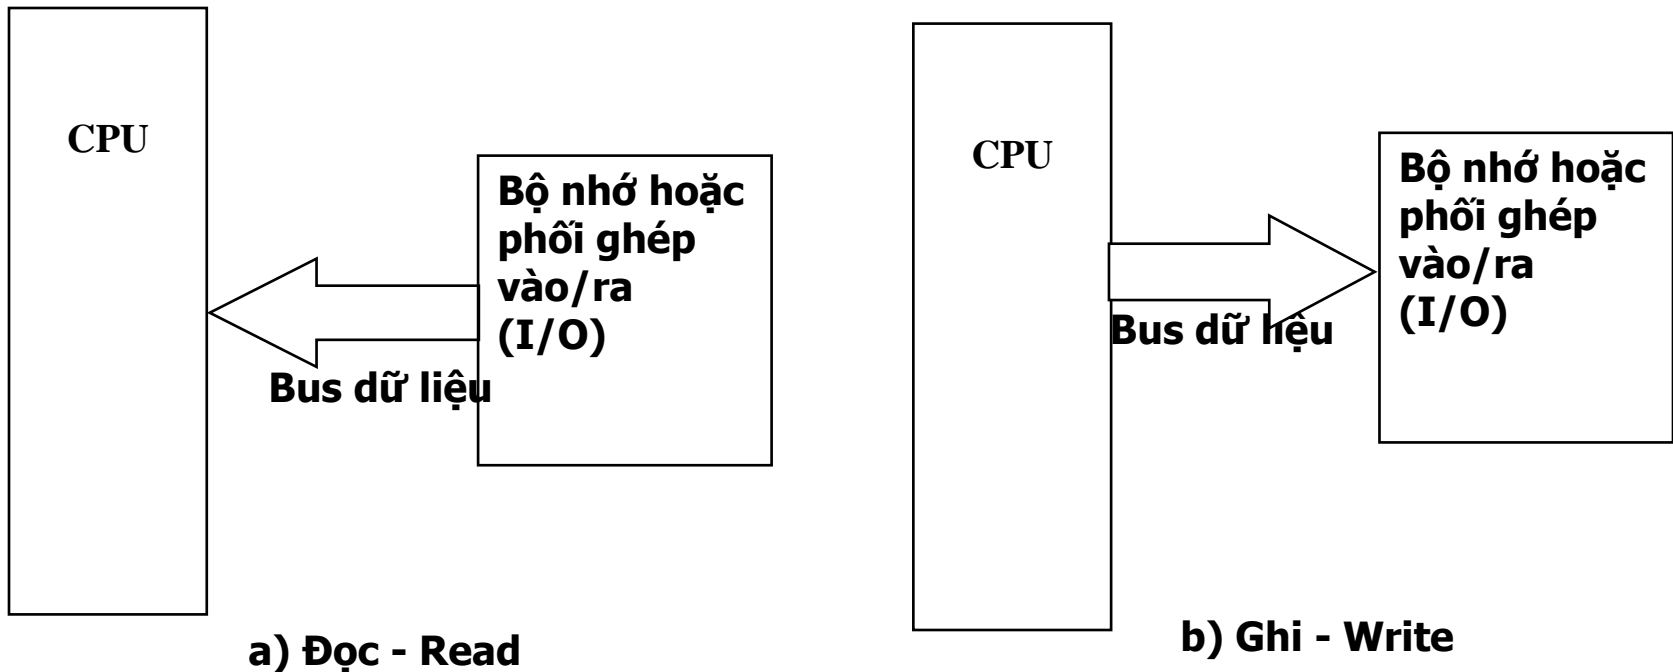 CPU
Bộ nhớ hoặc
phối ghép
vào/ra
(I/O)
Bus dữ liệu
a) Đọc - Read
CPU
Bộ nhớ hoặc
phối ghép
vào/ra
(I/O)
Bus dữ liệu
b) Ghi - Write